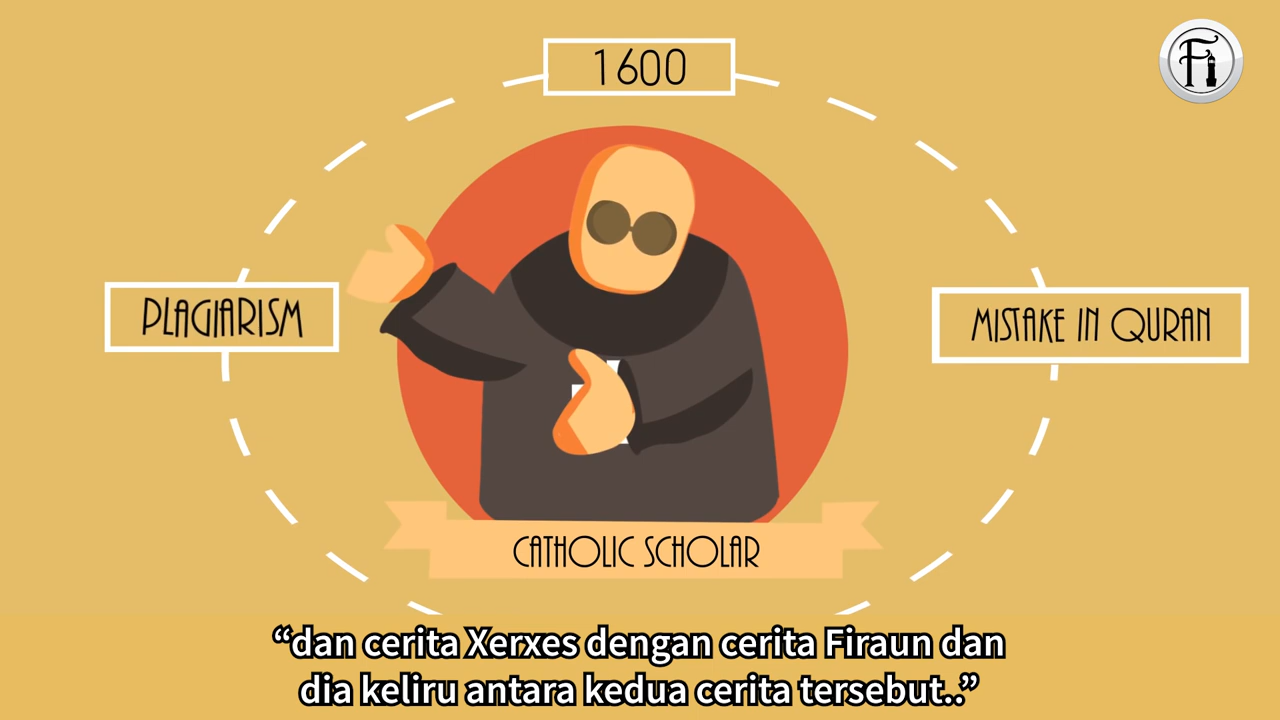 1600
Fi
PLAGIARISM
MISTAKE IN QURAN
CATHOLIC SCHOLAR
“dan cerita Xerxes dengan cerita Firaun dan
dia keliru antara kedua cerita tersebut..”